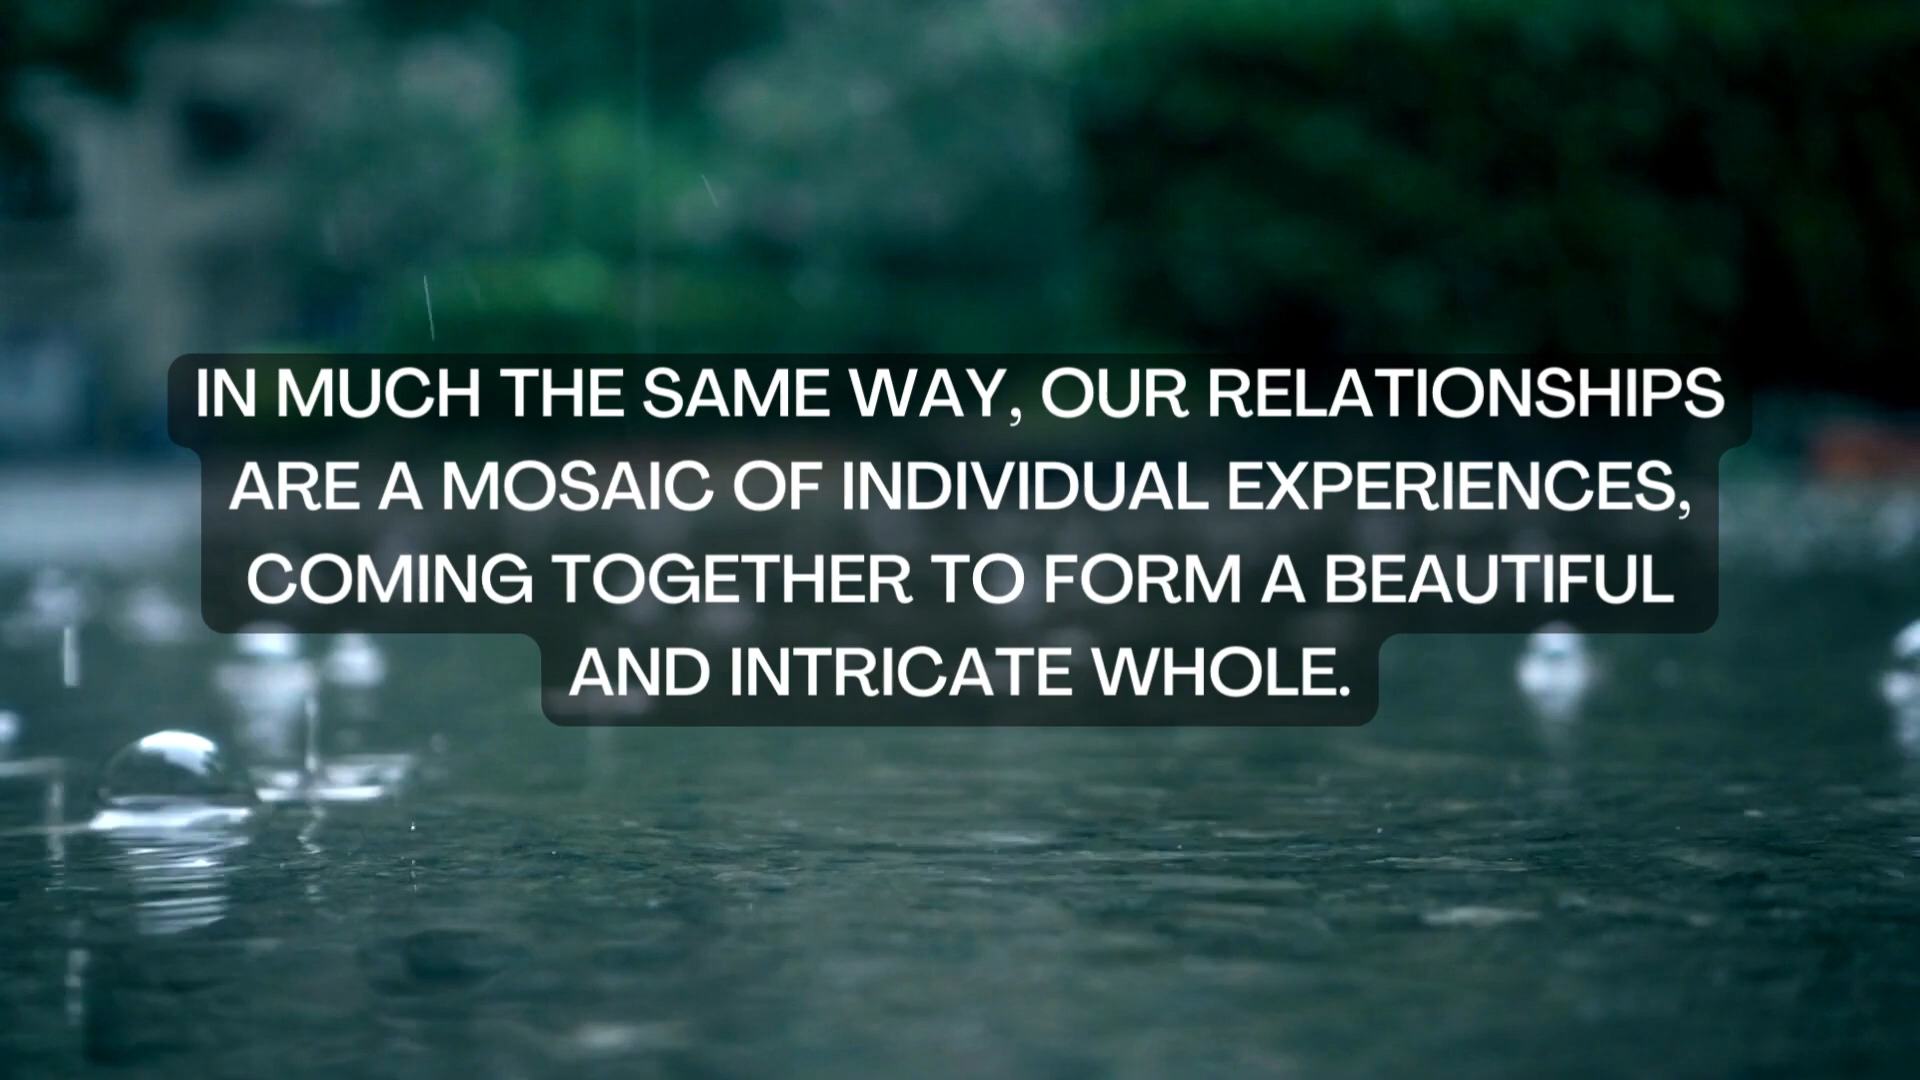 IN MUCH THE SAME WAY, OUR RELATIONSHIPS
ARE A MOSAIC OF INDIVIDUAL EXPERIENCES,
COMING TOGETHER TO FORM A BEAUTIFUL
AND INTRICATE WHOLE.